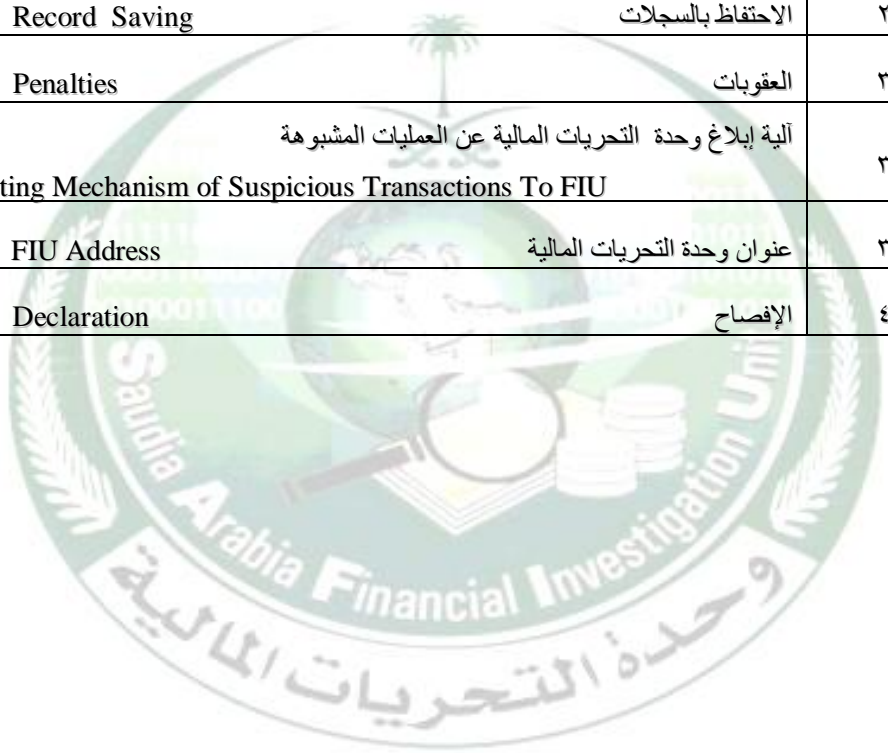 Record Saving الاحتفاظ بالسجلات ٢
Penalties العقوبات ٣
آلية إبلاغ وحدة التحريات المالية عن العمليات المشبوهة
ting Mechanism of Suspicious Transactions To FIU ٣
FIU Address عنوان وحدة التحريات المالية ٣
Declaration الإفصاح ٤
Saudia Arabia Financial Investigation Unit
وحدة التحريات المالية